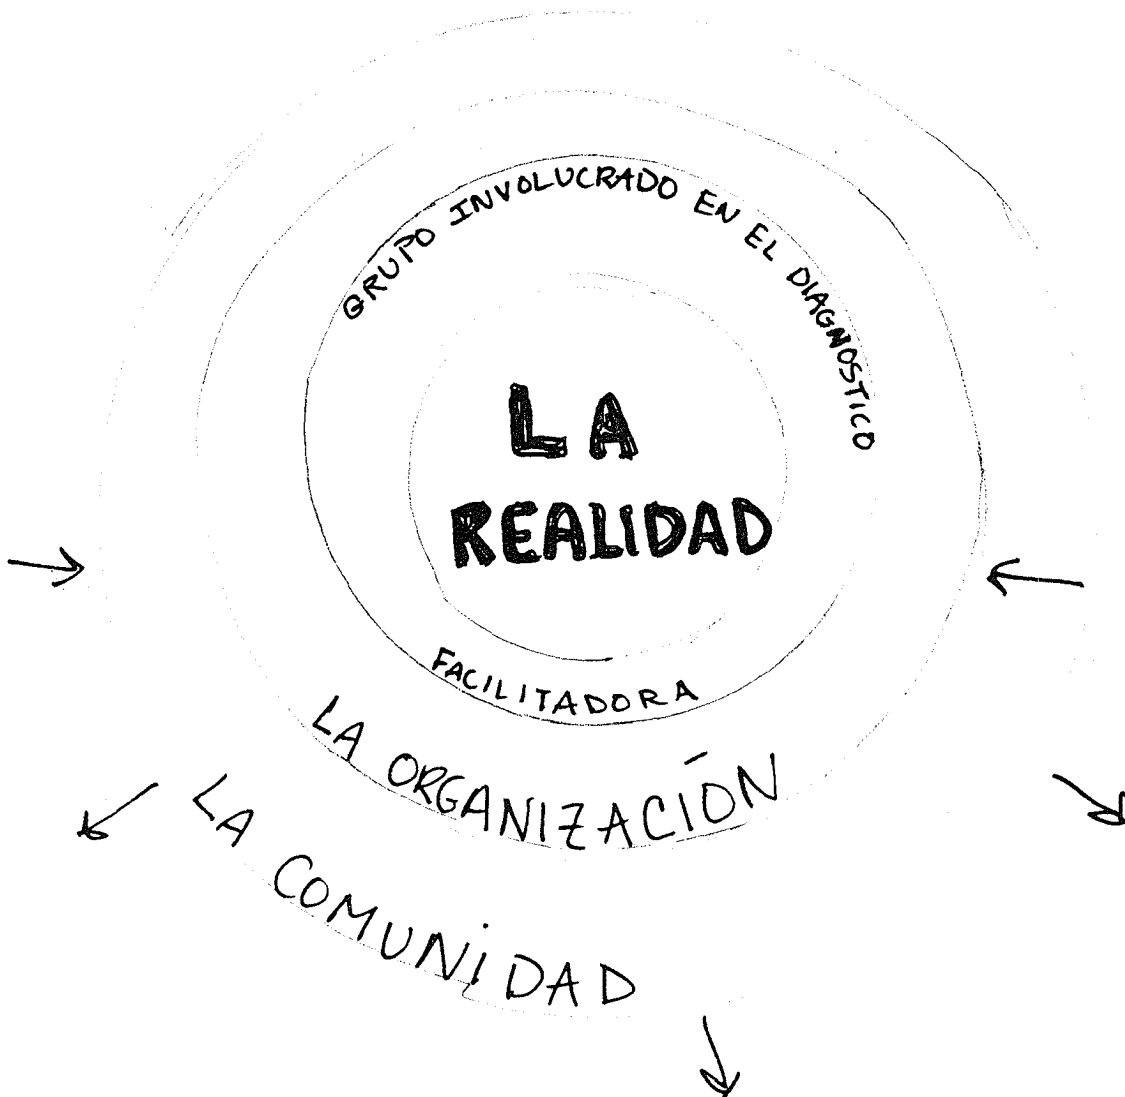 GRUPO INVOLUCRADO EN EL DIAGNOSTICO
LA
REALIDAD
FACILITADORA
LA ORGANIZACIÓN
LA COMUNIDAD